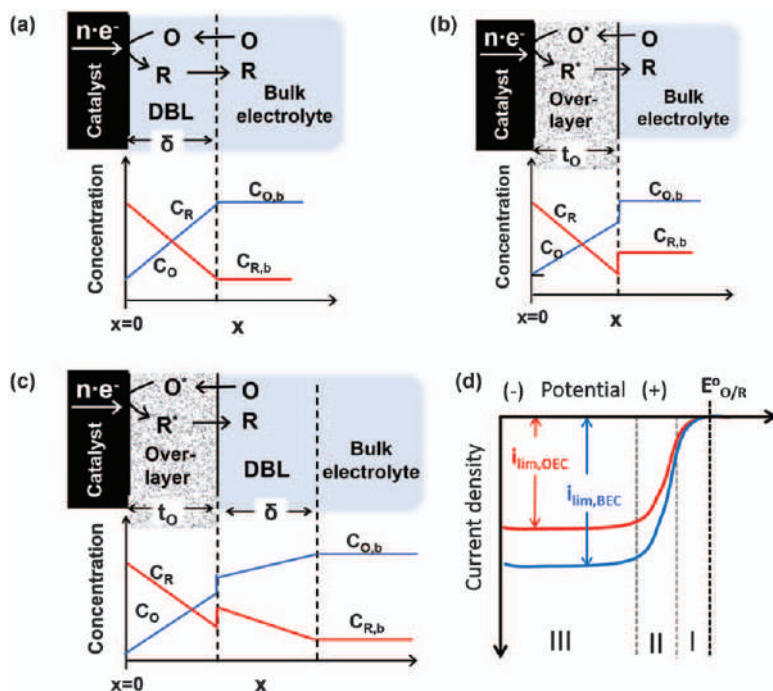 (a)
Catalyst
n·e⁻
O
O
R
R
DBL
δ
Bulk
electrolyte
Concentration
C_R
C_O
C_O,b
C_R,b
x=0
x
(b)
Catalyst
n·e⁻
O*
O
R*
R
Over-
layer
t_O
Bulk
electrolyte
Concentration
C_R
C_O
C_O,b
C_R,b
x=0
x
(c)
Catalyst
n·e⁻
O*
O
R*
R
Over-
layer
t_O
DBL
δ
Bulk
electrolyte
Concentration
C_R
C_O
C_O,b
C_R,b
x=0
x
(d)
(-) Potential (+) E°_O/R
Current density
i_lim,OEC
i_lim,BEC
III II I